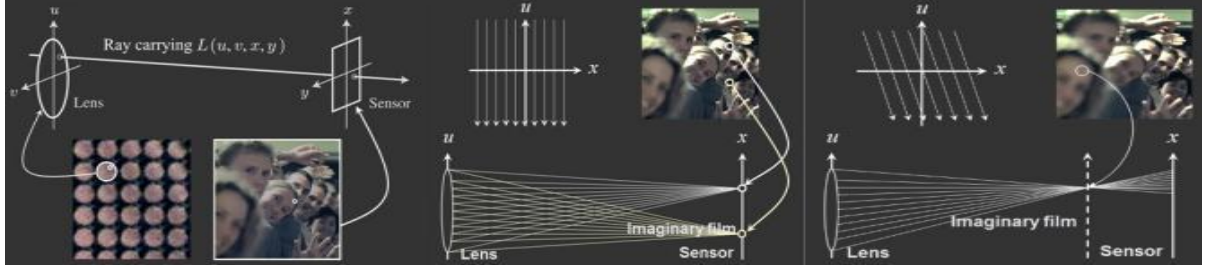 u
x
Ray carrying L(u, v, x, y)
v
Lens
y
Sensor
u
x
u
x
Imaginary film
Lens
Sensor
u
x
u
x
Imaginary film
Lens
Sensor